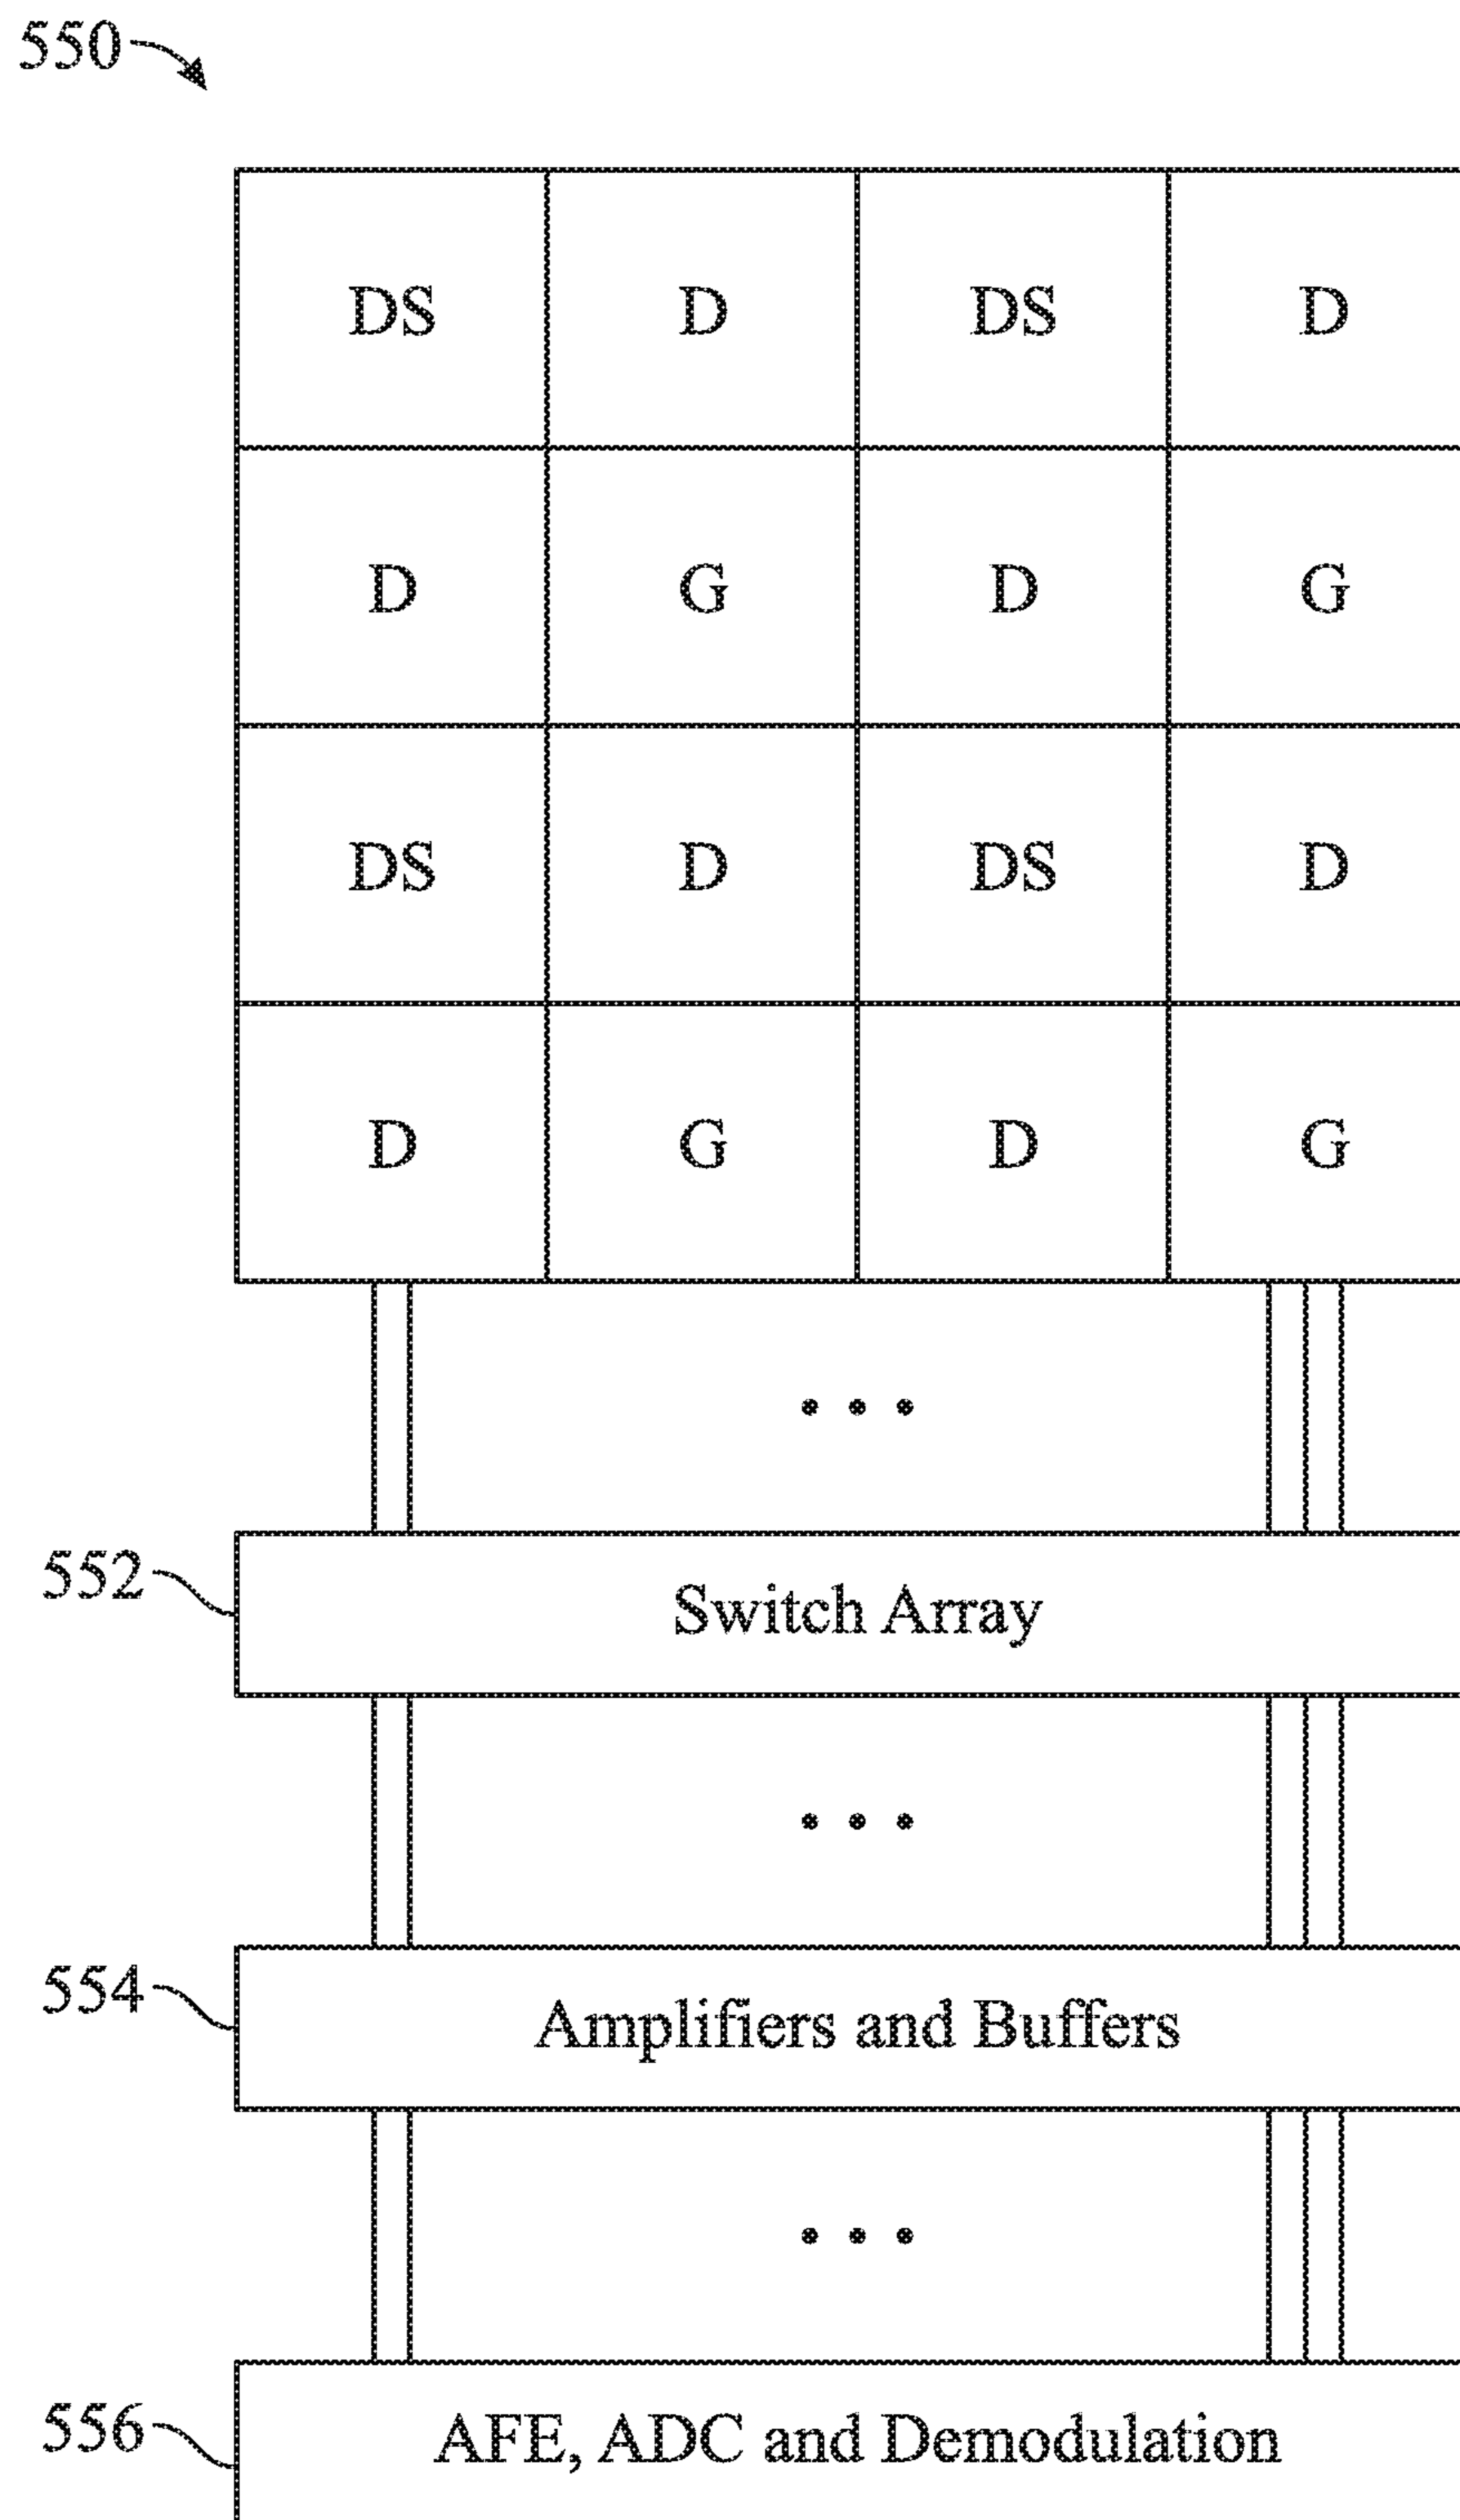 550
DS D DS D
D G D G
DS D DS D
D G D G
• • •
552 Switch Array
• • •
554 Amplifiers and Buffers
• • •
556 AFE, ADC and Demodulation